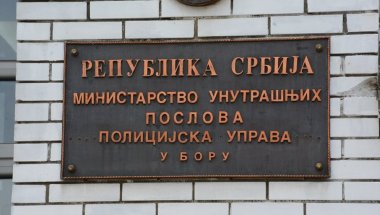 РЕПУБЛИКА СРБИЈА
МИНИСТАРСТВО УНУТРАШЊИХ
ПОСЛОВА
ПОЛИЦИЈСКА УПРАВА
У БОРУ